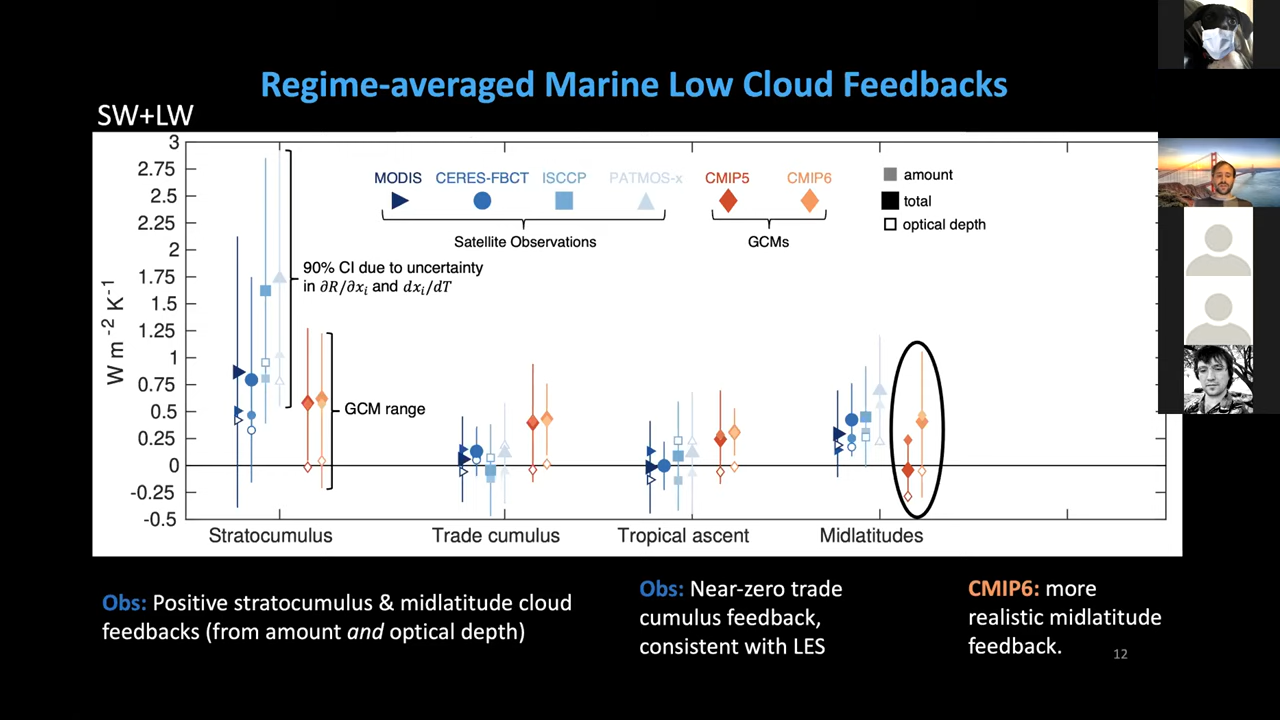 Regime-averaged Marine Low Cloud Feedbacks
SW+LW
W m⁻² K⁻¹
3
2.75
2.5
2.25
2
1.75
1.5
1.25
1
0.75
0.5
0.25
0
-0.25
-0.5
MODIS CERES-FBCT ISCCP PATMOS-x CMIP5 CMIP6
Satellite Observations
GCMs
amount
total
optical depth
90% CI due to uncertainty
in ∂R/∂xᵢ and dxᵢ/dT
GCM range
Stratocumulus Trade cumulus Tropical ascent Midlatitudes
Obs: Positive stratocumulus & midlatitude cloud
feedbacks (from amount and optical depth)
Obs: Near-zero trade
cumulus feedback,
consistent with LES
CMIP6: more
realistic midlatitude
feedback.
12